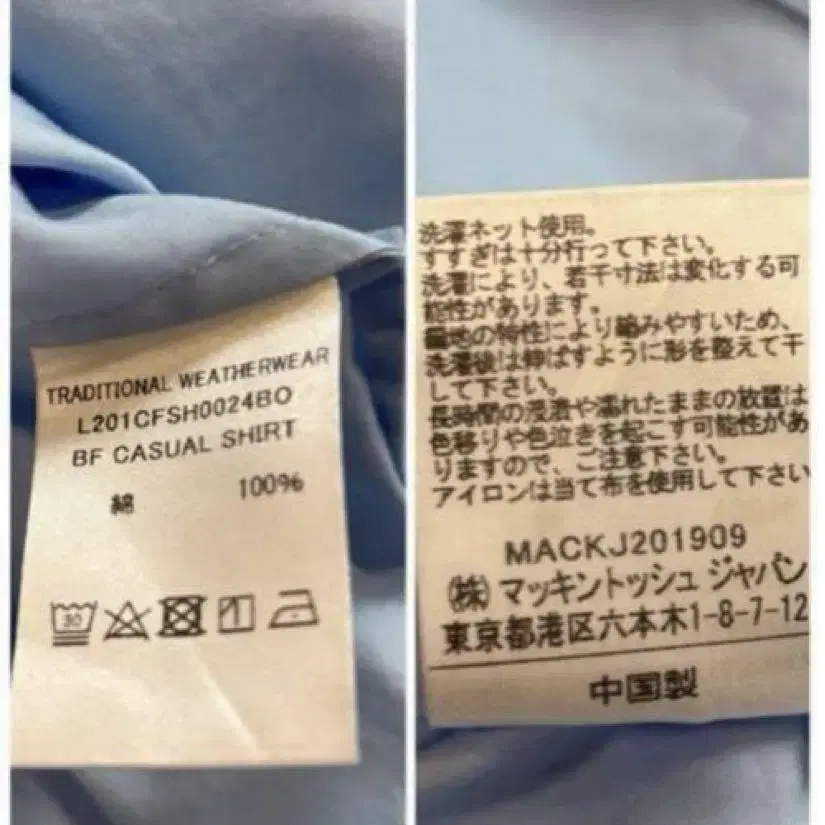 TRADITIONAL WEATHERWEAR
L201CFSH0024BO
BF CASUAL SHIRT
綿 100%
30
洗濯ネット使用。
すすぎは十分行って下さい。
洗濯により、若干寸法は変化する可
能性があります。
製地の特性により縮みやすいため、
洗濯後は伸ばすように形を整えて干
して下さい。
長時間の浸漬や濡れたままの放置は
色移りや色泣きを起こす可能性があ
りますので、ご注意下さい。
アイロンは当て布を使用して下さい
MACKJ201909
㈱ マッキントッシュ ジャパン
東京都港区六本木1-8-7-12
中国製